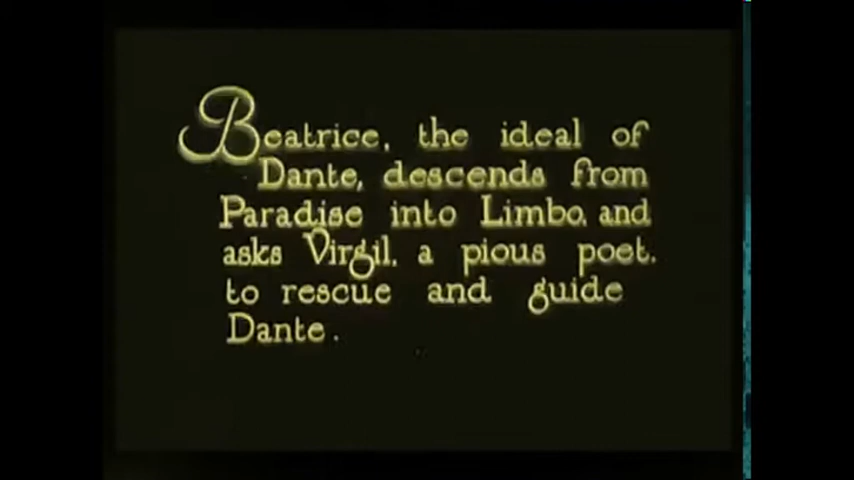 Beatrice, the ideal of
Dante, descends from
Paradise into Limbo, and
asks Virgil, a pious poet,
to rescue and guide
Dante.